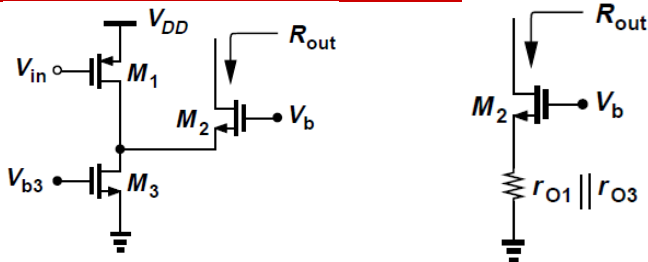 V_DD
R_out
V_in
M_1
M_2
V_b
V_b3
M_3
R_out
M_2
V_b
r_O1 || r_O3